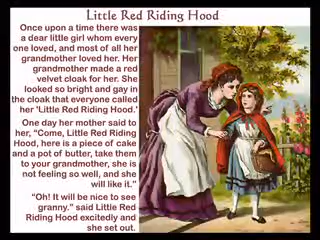 Little Red Riding Hood
Once upon a time there was
a dear little girl whom every
one loved, and most of all her
grandmother loved her. Her
grandmother made a red
velvet cloak for her. She
looked so bright and gay in
the cloak that everyone called
her 'Little Red Riding Hood.'
One day her mother said to
her, "Come, Little Red Riding
Hood, here is a piece of cake
and a pot of butter, take them
to your grandmother, she is
not feeling so well, and she
will like it."
"Oh! It will be nice to see
granny." said Little Red
Riding Hood excitedly and
she set out.